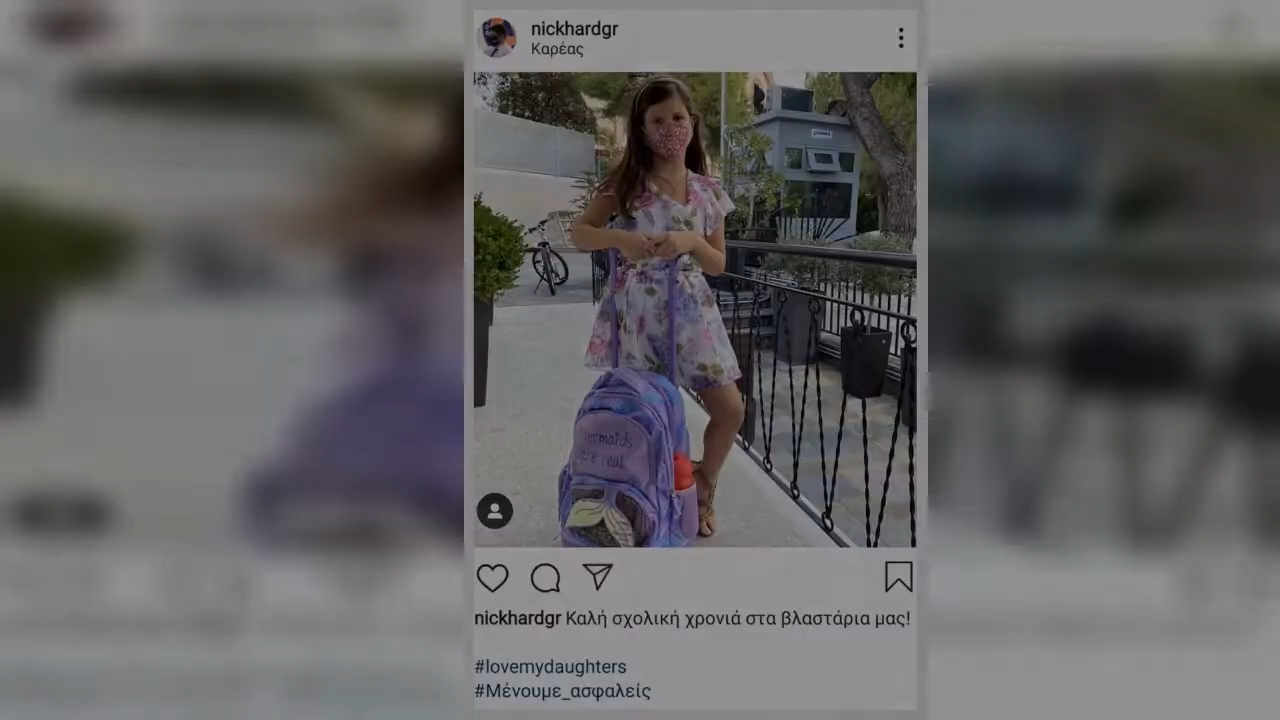 nickhardgr
Καρέας
mermaids
are real
nickhardgr Καλή σχολική χρονιά στα βλαστάρια μας!
#lovemydaughters
#Μένουμε_ασφαλείς